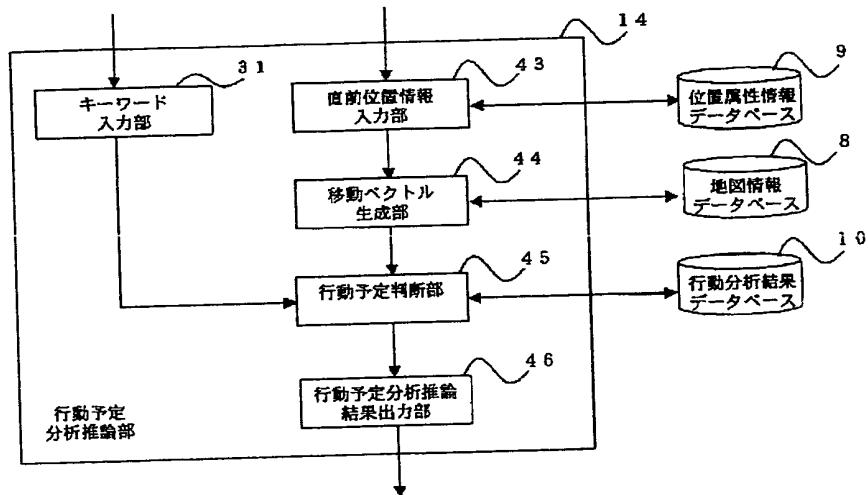 １４
３１
キーワード
入力部
４３
直前位置情報
入力部
９
位置属性情報
データベース
４４
移動ベクトル
生成部
８
地図情報
データベース
４５
行動予定判断部
１０
行動分析結果
データベース
４６
行動予定分析推論
結果出力部
行動予定
分析推論部